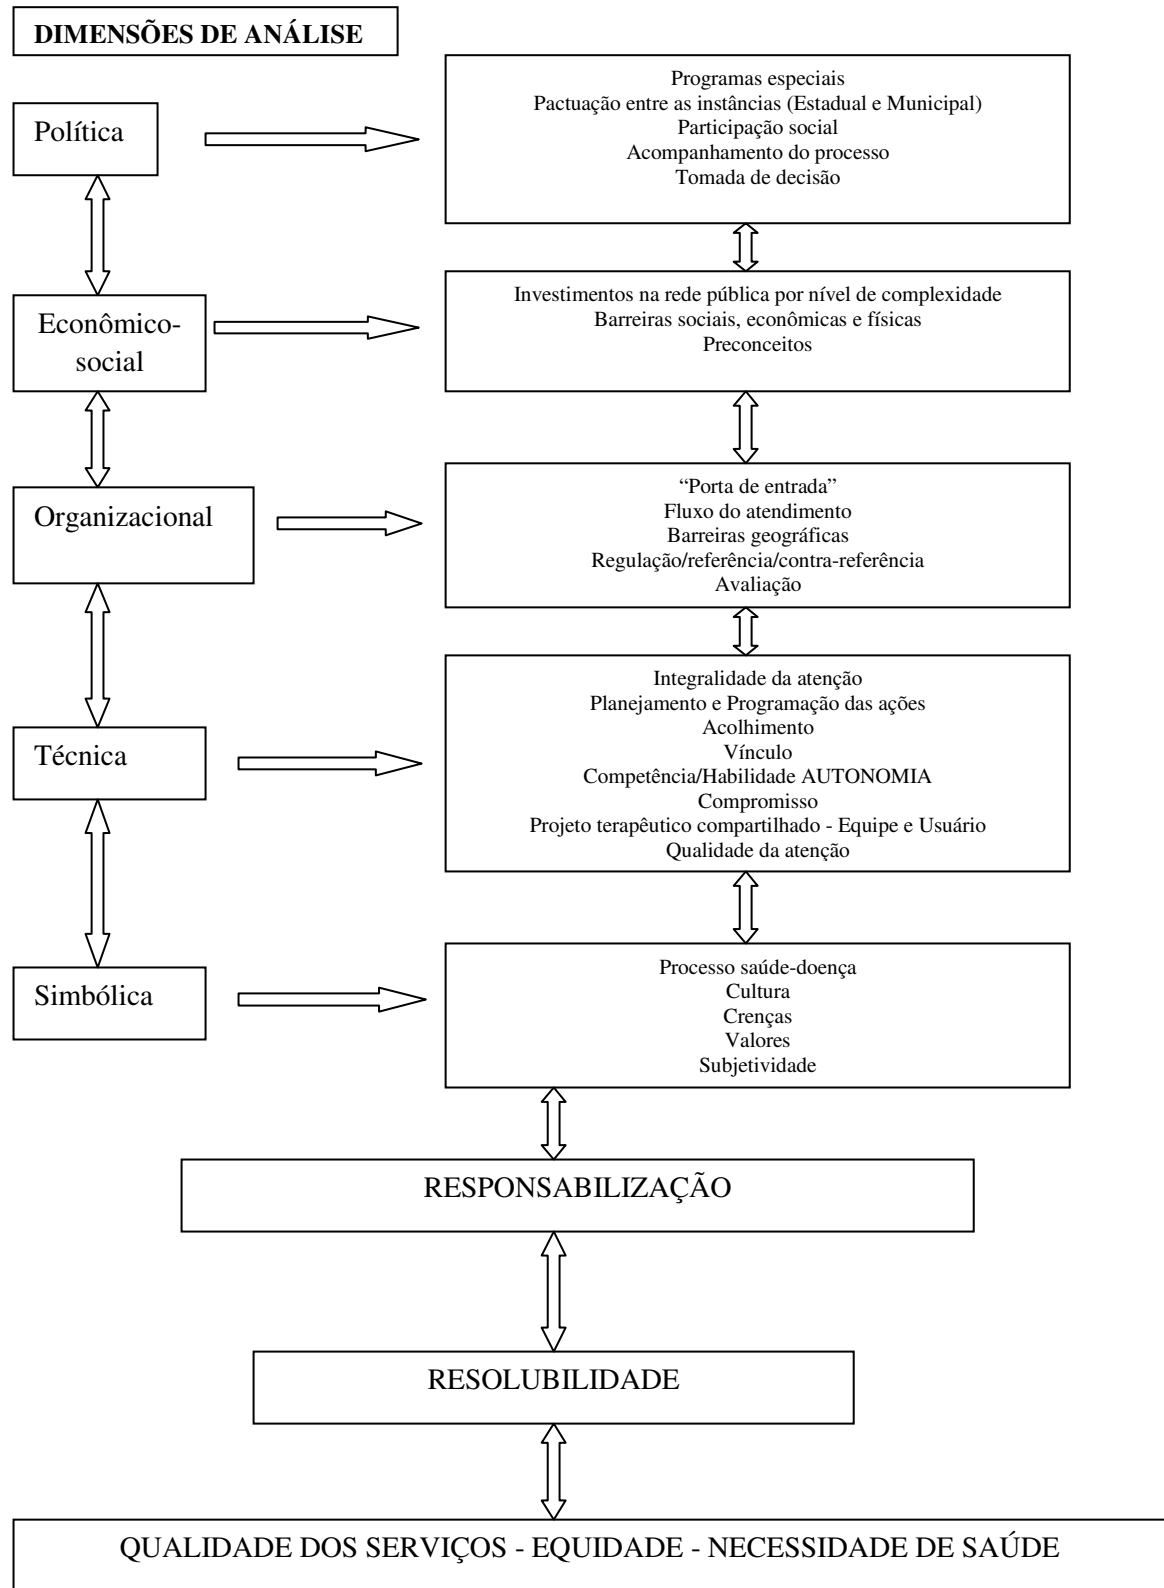 DIMENSÕES DE ANÁLISE
Política
Programas especiais
Pactuação entre as instâncias (Estadual e Municipal)
Participação social
Acompanhamento do processo
Tomada de decisão
Econômico-
social
Investimentos na rede pública por nível de complexidade
Barreiras sociais, econômicas e físicas
Preconceitos
Organizacional
“Porta de entrada”
Fluxo do atendimento
Barreiras geográficas
Regulação/referência/contra-referência
Avaliação
Técnica
Integralidade da atenção
Planejamento e Programação das ações
Acolhimento
Vínculo
Competência/Habilidade AUTONOMIA
Compromisso
Projeto terapêutico compartilhado - Equipe e Usuário
Qualidade da atenção
Simbólica
Processo saúde-doença
Cultura
Crenças
Valores
Subjetividade
RESPONSABILIZAÇÃO
RESOLUBILIDADE
QUALIDADE DOS SERVIÇOS - EQUIDADE - NECESSIDADE DE SAÚDE